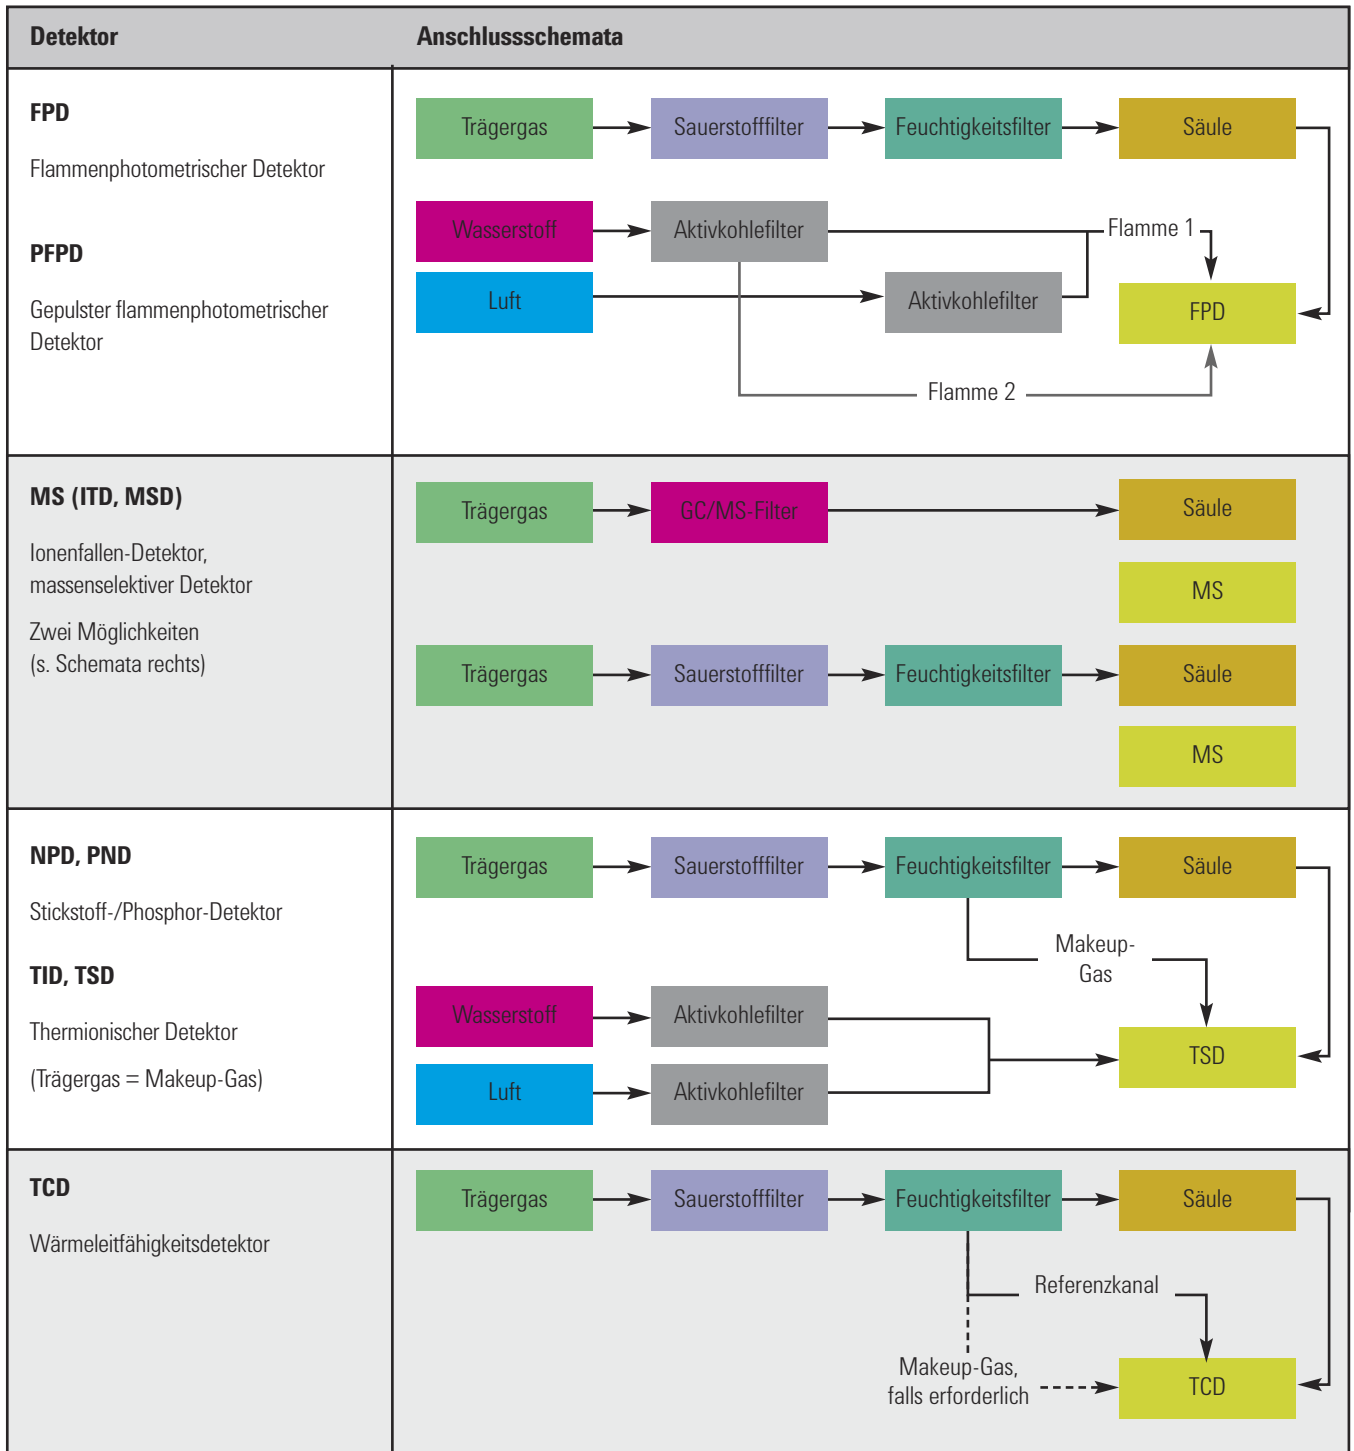 Detektor
Anschlussschemata
FPD
Flammenphotometrischer Detektor
PFPD
Gepulster flammenphotometrischer
Detektor
Trägergas
Sauerstofffilter
Feuchtigkeitsfilter
Säule
Wasserstoff
Aktivkohlefilter
Flamme 1
Luft
Aktivkohlefilter
FPD
Flamme 2
MS (ITD, MSD)
Ionenfallen-Detektor,
massenselektiver Detektor
Zwei Möglichkeiten
(s. Schemata rechts)
Trägergas
GC/MS-Filter
Säule
MS
Trägergas
Sauerstofffilter
Feuchtigkeitsfilter
Säule
MS
NPD, PND
Stickstoff-/Phosphor-Detektor
TID, TSD
Thermionischer Detektor
(Trägergas = Makeup-Gas)
Trägergas
Sauerstofffilter
Feuchtigkeitsfilter
Säule
Makeup-
Gas
Wasserstoff
Aktivkohlefilter
TSD
Luft
Aktivkohlefilter
TCD
Wärmeleitfähigkeitsdetektor
Trägergas
Sauerstofffilter
Feuchtigkeitsfilter
Säule
Referenzkanal
Makeup-Gas,
falls erforderlich
TCD